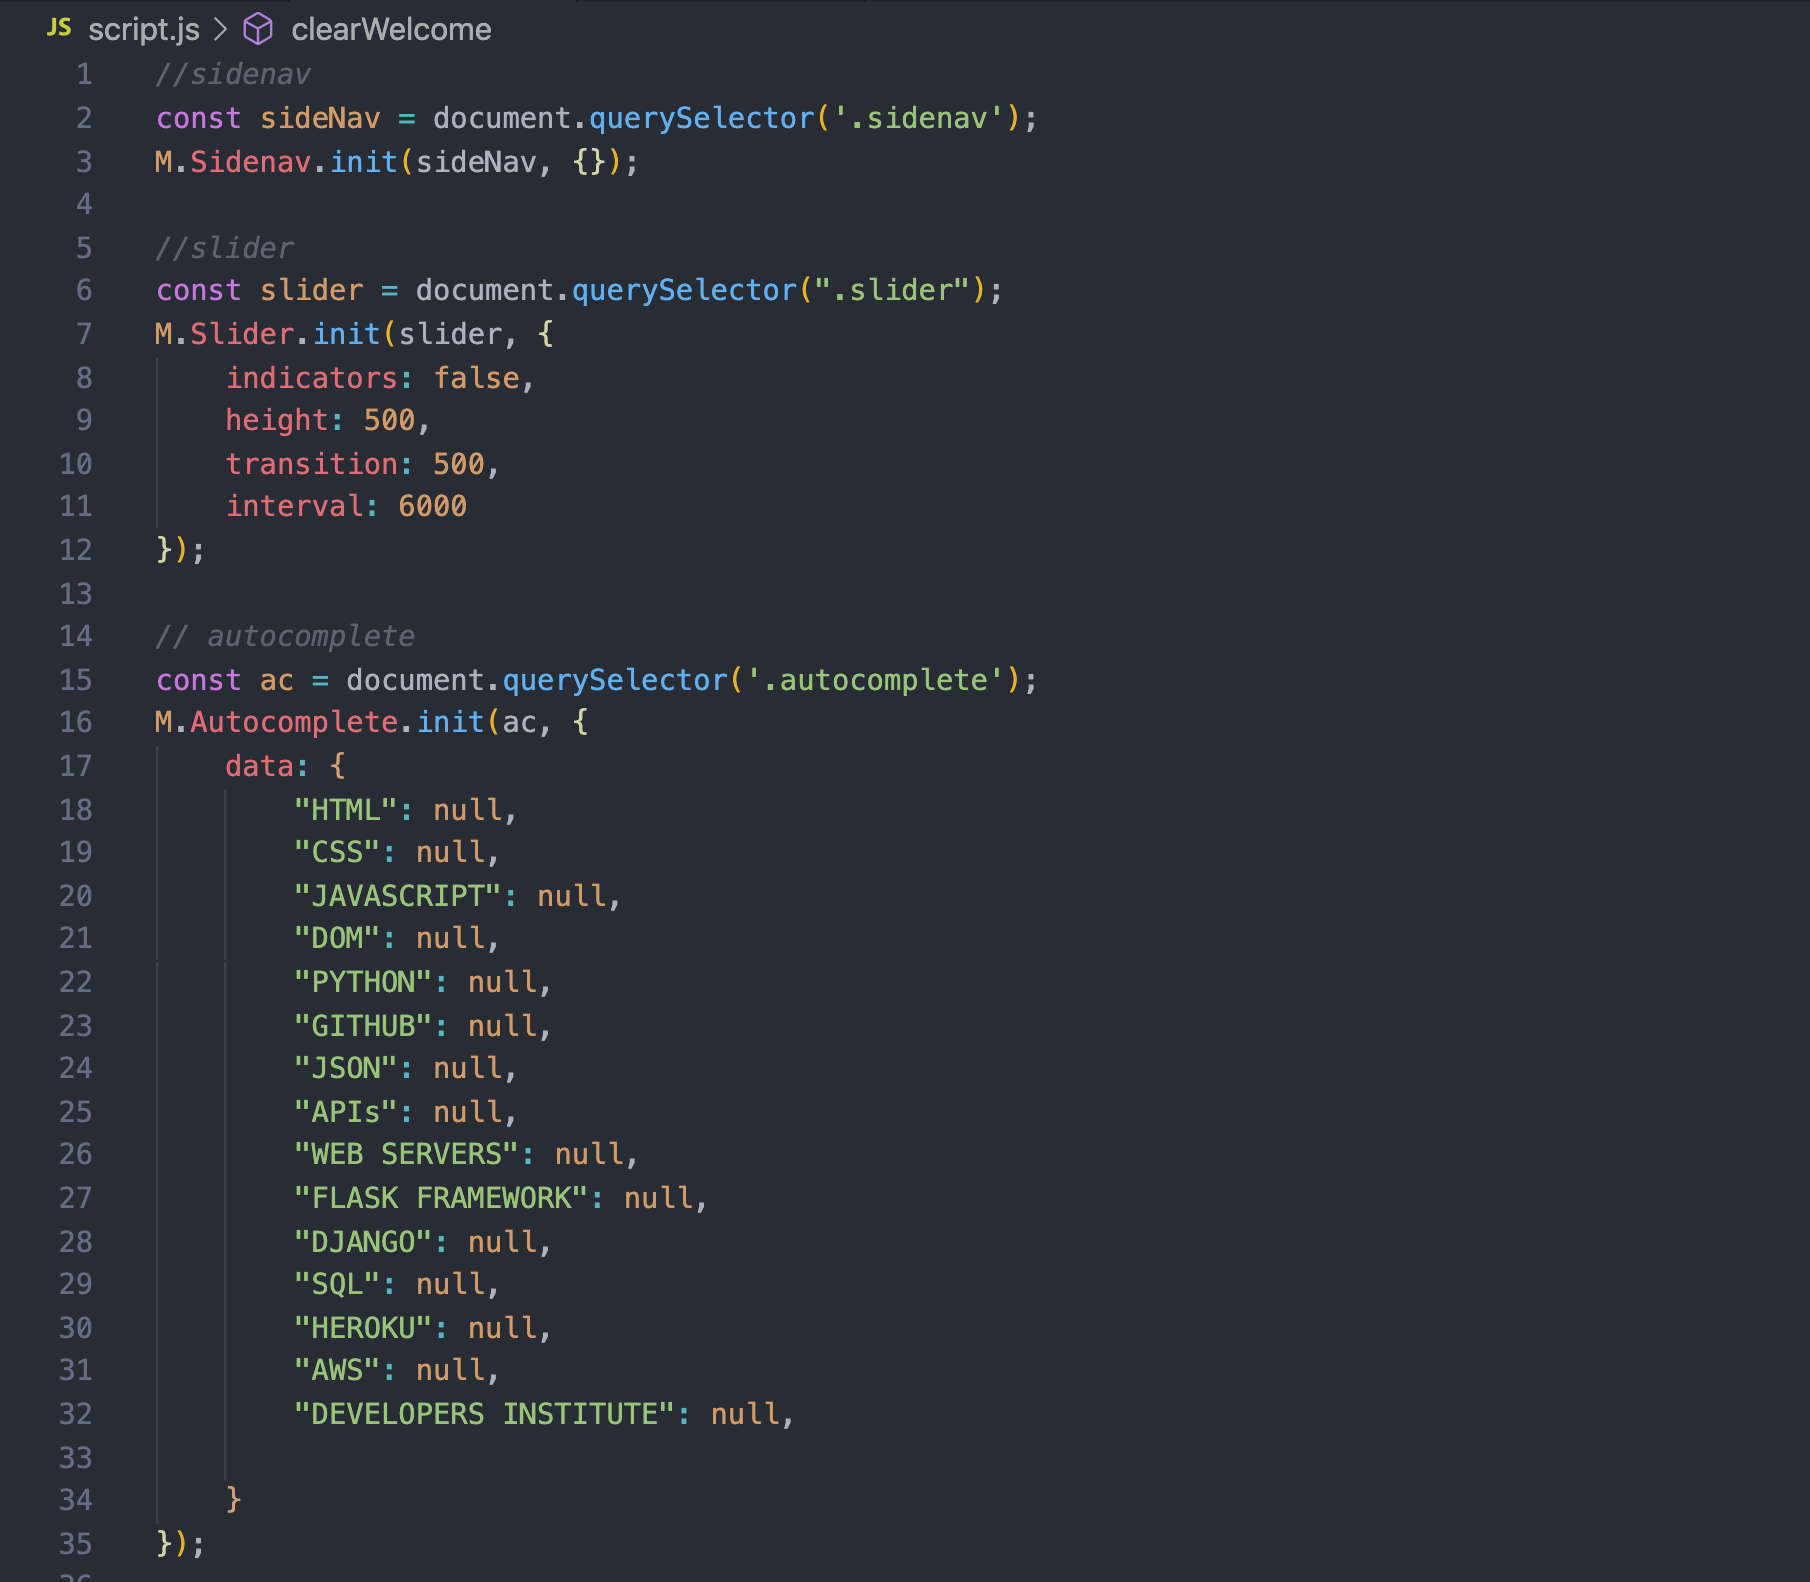 JS script.js > clearWelcome
1 //sidenav
2 const sideNav = document.querySelector('.sidenav');
3 M.Sidenav.init(sideNav, {});
4
5 //slider
6 const slider = document.querySelector(".slider");
7 M.Slider.init(slider, {
8 indicators: false,
9 height: 500,
10 transition: 500,
11 interval: 6000
12 });
13
14 // autocomplete
15 const ac = document.querySelector('.autocomplete');
16 M.Autocomplete.init(ac, {
17 data: {
18 "HTML": null,
19 "CSS": null,
20 "JAVASCRIPT": null,
21 "DOM": null,
22 "PYTHON": null,
23 "GITHUB": null,
24 "JSON": null,
25 "APIs": null,
26 "WEB SERVERS": null,
27 "FLASK FRAMEWORK": null,
28 "DJANGO": null,
29 "SQL": null,
30 "HEROKU": null,
31 "AWS": null,
32 "DEVELOPERS INSTITUTE": null,
33
34 }
35 });